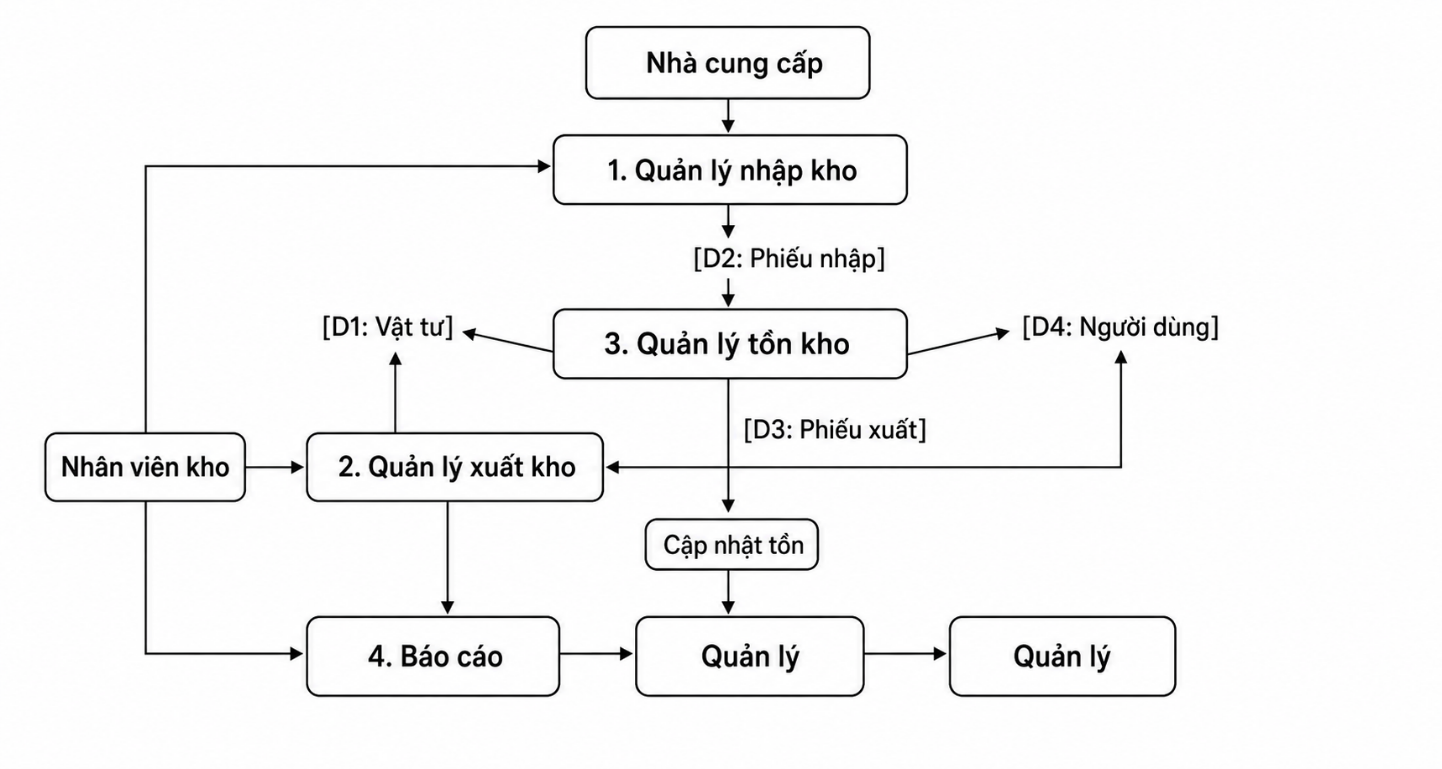 Nhà cung cấp
1. Quản lý nhập kho
[D2: Phiếu nhập]
[D1: Vật tư]
3. Quản lý tồn kho
[D4: Người dùng]
[D3: Phiếu xuất]
Nhân viên kho
2. Quản lý xuất kho
Cập nhật tồn
4. Báo cáo
Quản lý
Quản lý